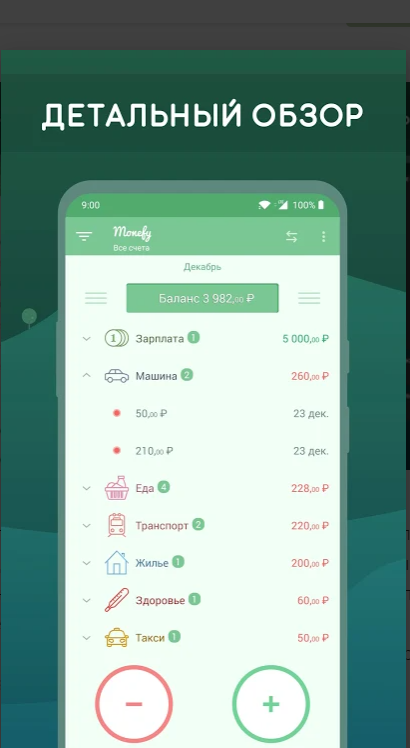 ДЕТАЛЬНЫЙ ОБЗОР
9:00 100%
Monefy
Все счета
Декабрь
Баланс 3 982,00 ₽
1 Зарплата 1 5 000,00 ₽
Машина 2 260,00 ₽
50,00 ₽ 23 дек.
210,00 ₽ 23 дек.
Еда 4 228,00 ₽
Транспорт 2 220,00 ₽
Жилье 1 200,00 ₽
Здоровье 1 60,00 ₽
Такси 1 50,00 ₽
− +